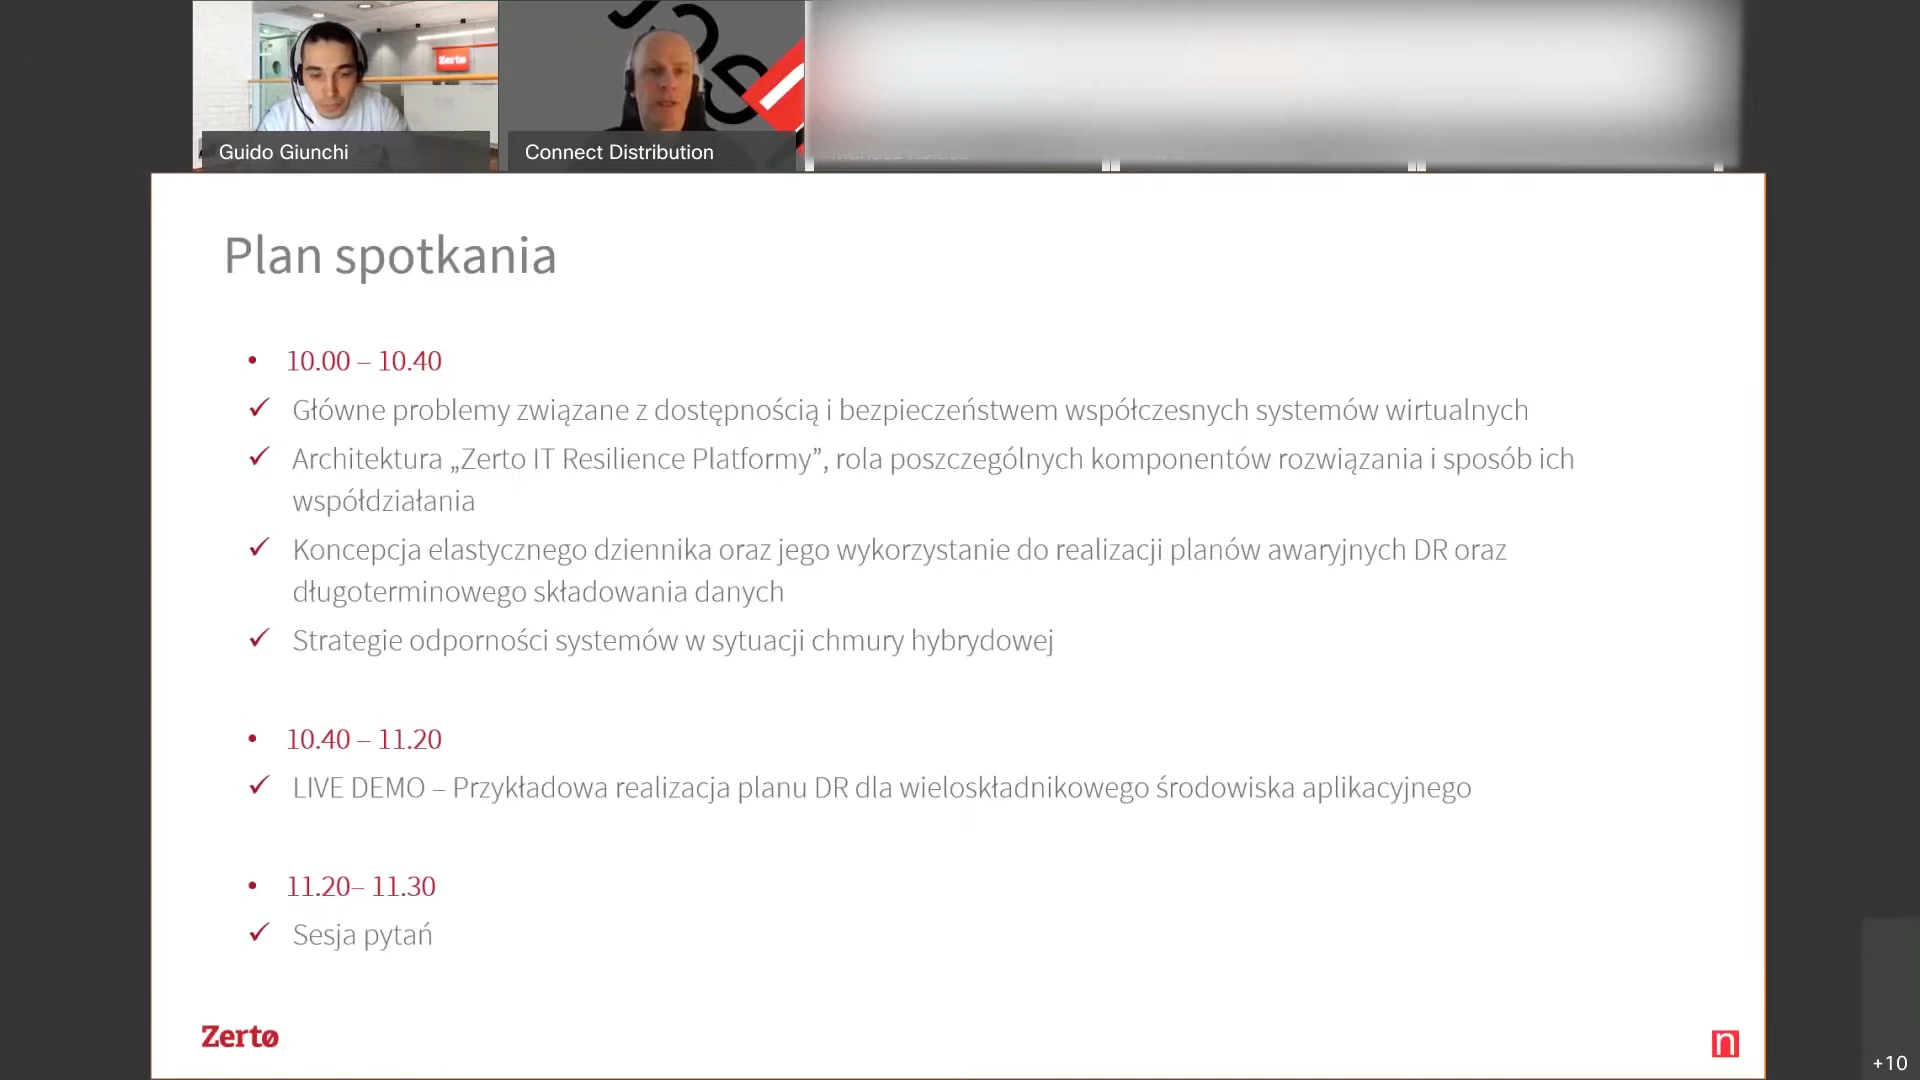 Zerto
Guido Giunchi
Connect Distribution
Plan spotkania
• 10.00 – 10.40
✓ Główne problemy związane z dostępnością i bezpieczeństwem współczesnych systemów wirtualnych
✓ Architektura „Zerto IT Resilience Platformy”, rola poszczególnych komponentów rozwiązania i sposób ich
współdziałania
✓ Koncepcja elastycznego dziennika oraz jego wykorzystanie do realizacji planów awaryjnych DR oraz
długoterminowego składowania danych
✓ Strategie odporności systemów w sytuacji chmury hybrydowej
• 10.40 – 11.20
✓ LIVE DEMO – Przykładowa realizacja planu DR dla wieloskładnikowego środowiska aplikacyjnego
• 11.20– 11.30
✓ Sesja pytań
Zertø
n
+10